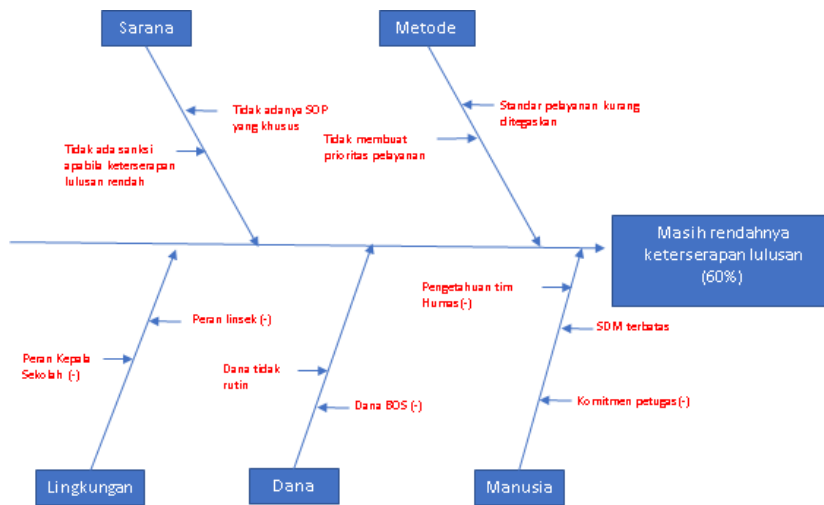 Sarana
Metode
Tidak adanya SOP
yang khusus
Tidak ada sanksi
apabila keterserapan
lulusan rendah
Standar pelayanan kurang
ditegaskan
Tidak membuat
prioritas pelayanan
Masih rendahnya
keterserapan lulusan
(60%)
Peran linsek (-)
Peran Kepala
Sekolah (-)
Dana tidak
rutin
Dana BOS (-)
Pengetahuan tim
Humas(-)
SDM terbatas
Komitmen petugas(-)
Lingkungan
Dana
Manusia